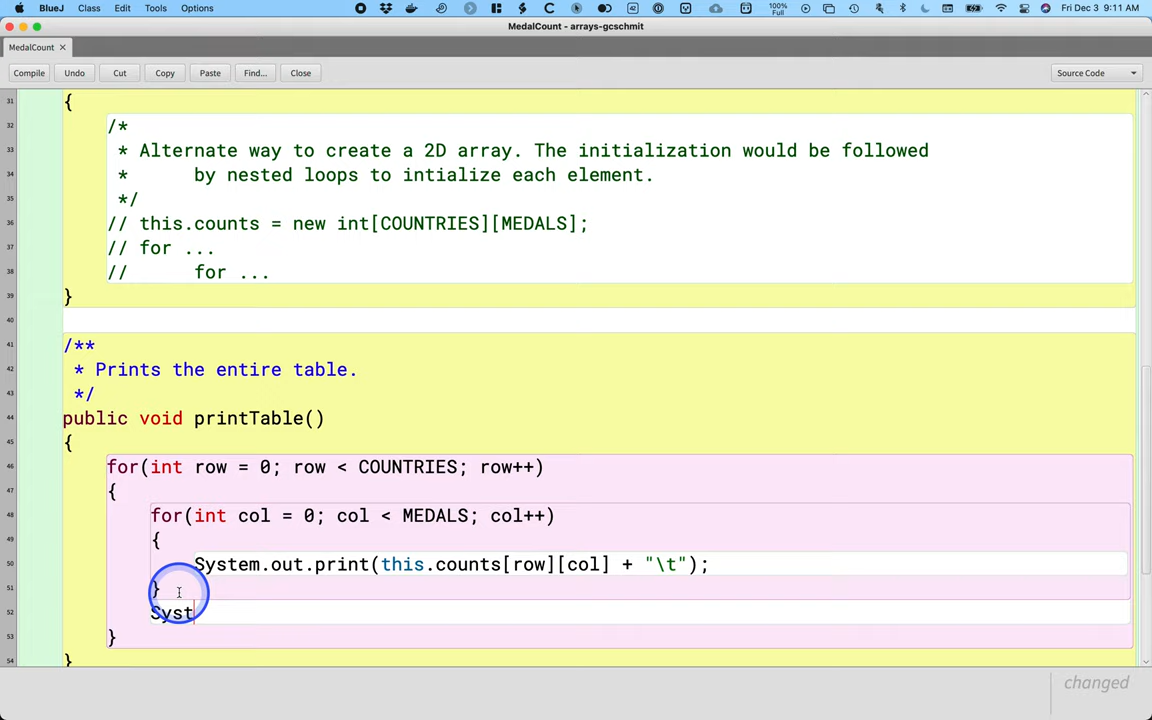 BlueJ Class Edit Tools Options 100% Full 42 Fri Dec 3 9:11 AM
MedalCount - arrays-gcschmit
MedalCount ×
Compile Undo Cut Copy Paste Find... Close Source Code
31 {
32 /*
33 * Alternate way to create a 2D array. The initialization would be followed
34 * by nested loops to intialize each element.
35 */
36 // this.counts = new int[COUNTRIES][MEDALS];
37 // for ...
38 // for ...
39 }
40
41 /**
42 * Prints the entire table.
43 */
44 public void printTable()
45 {
46 for(int row = 0; row < COUNTRIES; row++)
47 {
48 for(int col = 0; col < MEDALS; col++)
49 {
50 System.out.print(this.counts[row][col] + "\t");
51 }
52 Syst
53 }
54 }
changed